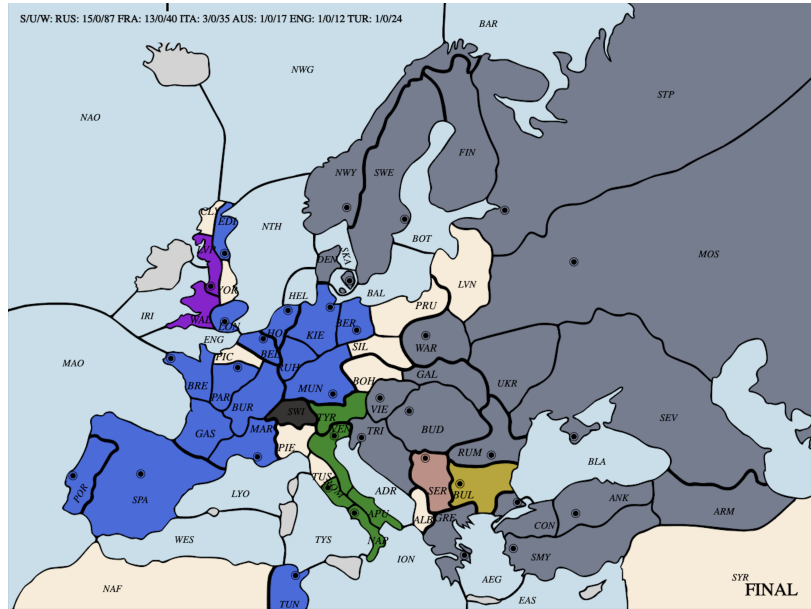 S/U/W: RUS: 15/0/87 FRA: 13/0/40 ITA: 3/0/35 AUS: 1/0/17 ENG: 1/0/12 TUR: 1/0/24
BAR
NWG
NAO
STP
FIN
NWY
SWE
CLY
EDI
NTH
BOT
SKA
DEN
MOS
LVP
YOR
HEL
BAL
LVN
PRU
IRI
WAL
LON
HOL
KIE
BER
ENG
BEL
SIL
WAR
MAO
PIC
RUH
BOH
GAL
UKR
BRE
PAR
MUN
BUR
SWI
TYR
VIE
SEV
GAS
MAR
VEN
TRI
BUD
RUM
PIE
BLA
TUS
SER
BUL
POR
SPA
ROM
ADR
LYO
APU
ALB
GRE
CON
ANK
ARM
WES
TYS
NAP
ION
SMY
AEG
SYR
NAF
TUN
EAS
FINAL